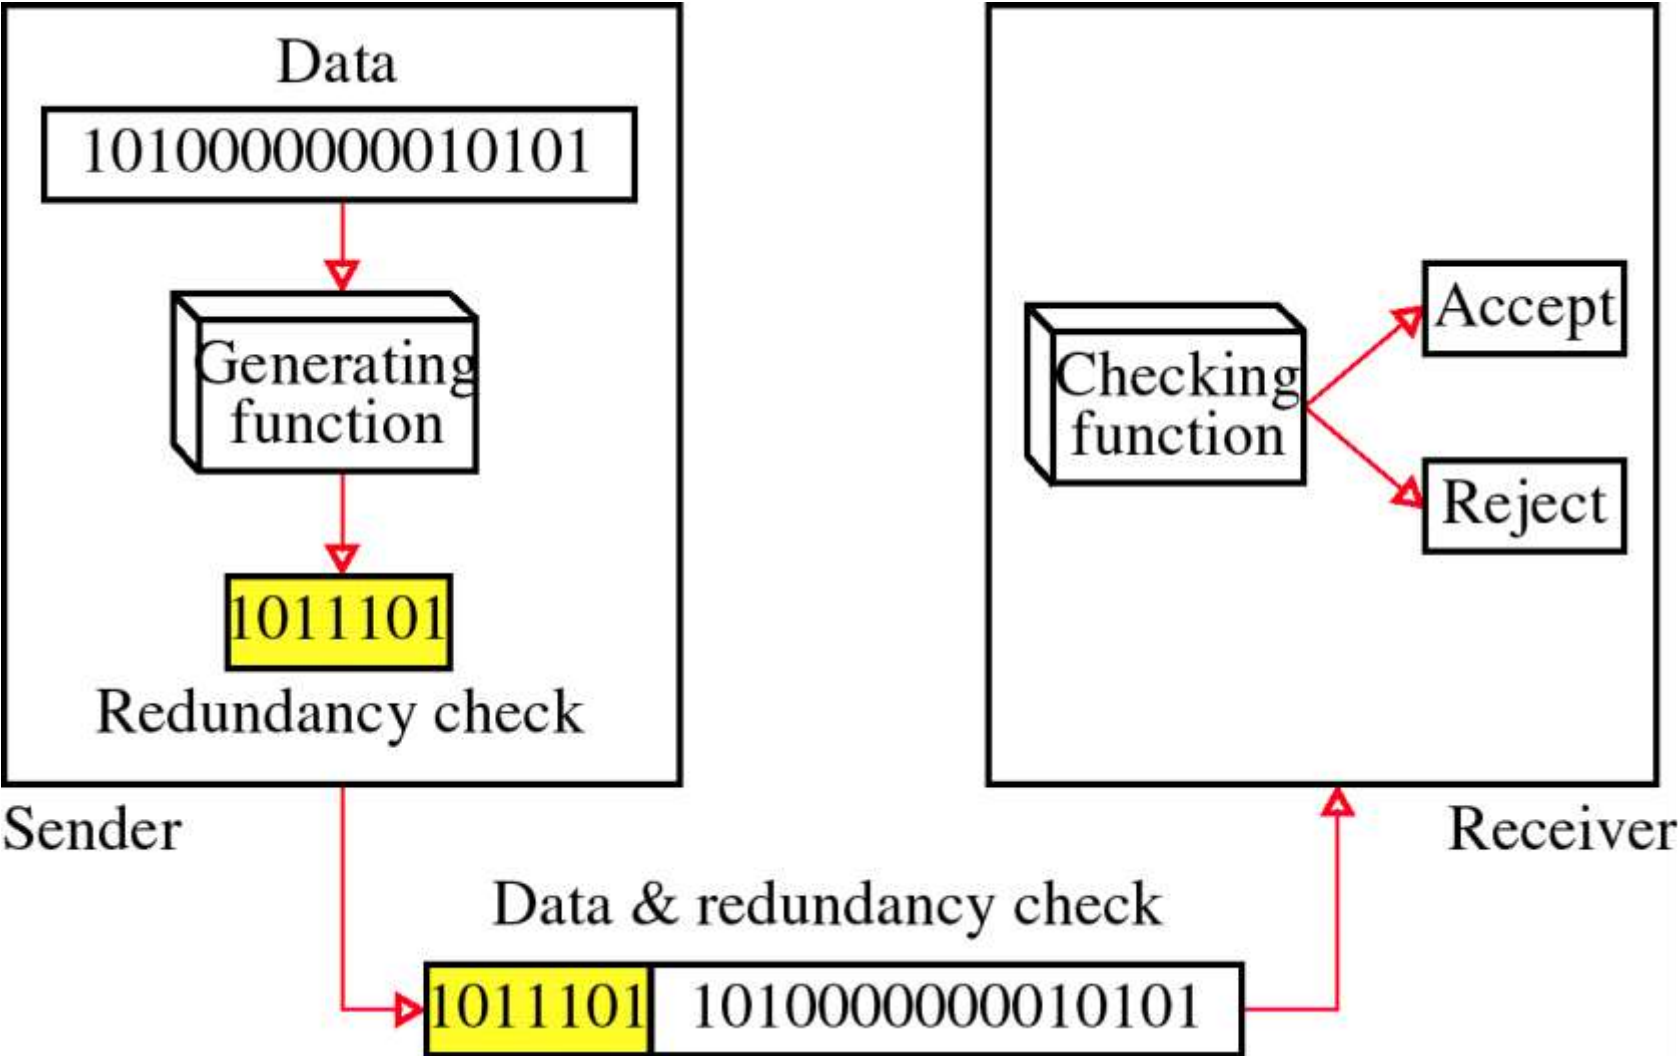 Data
1010000000010101
Generating
function
1011101
Redundancy check
Sender
Checking
function
Accept
Reject
Receiver
Data & redundancy check
1011101 1010000000010101